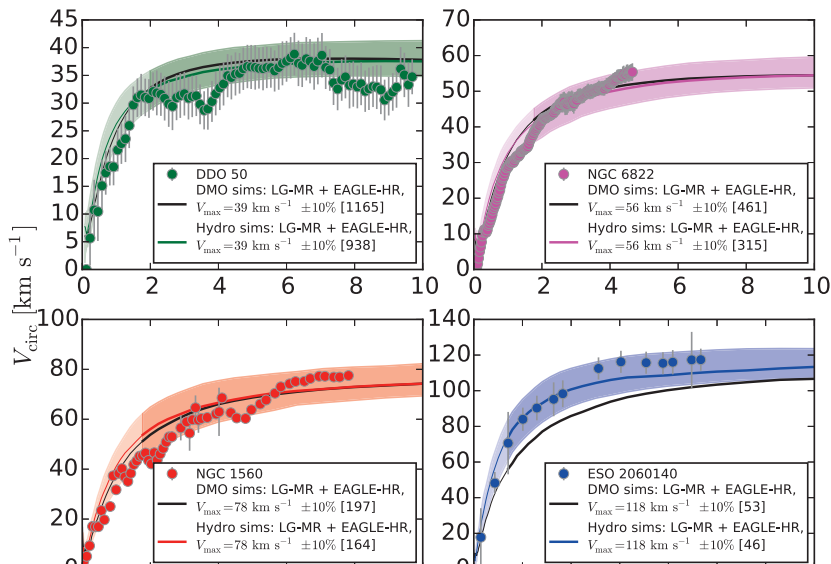 45
40
35
30
25
20
15
10
5
0
0 2 4 6 8 10
DDO 50
DMO sims: LG-MR + EAGLE-HR,
V_max=39 km s⁻¹ ±10% [1165]
Hydro sims: LG-MR + EAGLE-HR,
V_max=39 km s⁻¹ ±10% [938]
70
60
50
40
30
20
10
0
0 2 4 6 8 10
NGC 6822
DMO sims: LG-MR + EAGLE-HR,
V_max=56 km s⁻¹ ±10% [461]
Hydro sims: LG-MR + EAGLE-HR,
V_max=56 km s⁻¹ ±10% [315]
V_circ [km s⁻¹]
100
80
60
40
20
0
NGC 1560
DMO sims: LG-MR + EAGLE-HR,
V_max=78 km s⁻¹ ±10% [197]
Hydro sims: LG-MR + EAGLE-HR,
V_max=78 km s⁻¹ ±10% [164]
140
120
100
80
60
40
20
0
ESO 2060140
DMO sims: LG-MR + EAGLE-HR,
V_max=118 km s⁻¹ ±10% [53]
Hydro sims: LG-MR + EAGLE-HR,
V_max=118 km s⁻¹ ±10% [46]